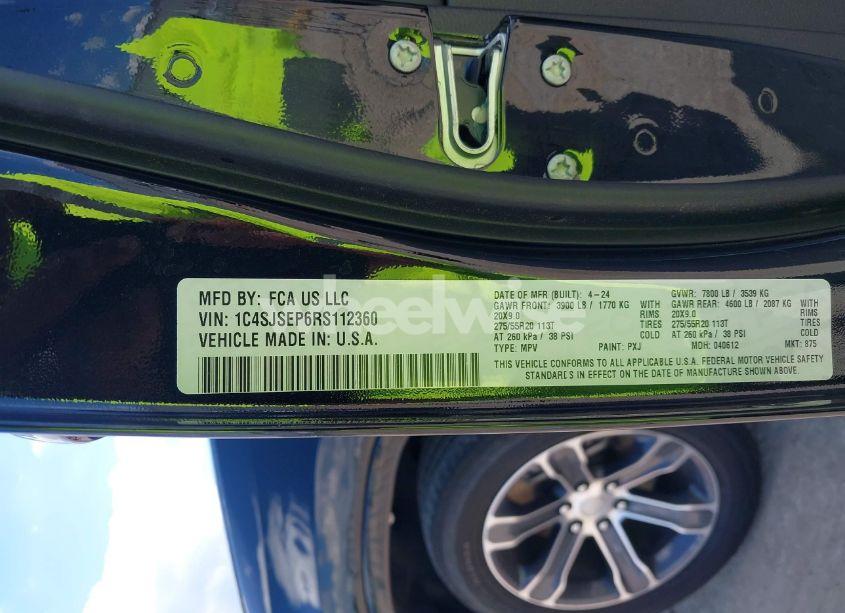 MFD BY: FCA US LLC
VIN: 1C4SJSEP6RS112360
VEHICLE MADE IN: U.S.A.
DATE OF MFR (BUILT): 4-24 GVWR: 7800 LB / 3539 KG
GAWR FRONT: 3900 LB / 1770 KG WITH GAWR REAR: 4600 LB / 2087 KG WITH
20X9.0 RIMS 20X9.0 RIMS
275/55R20 113T TIRES 275/55R20 113T TIRES
AT 260 kPa / 38 PSI COLD AT 260 kPa / 38 PSI COLD
TYPE: MPV PAINT: PXJ MDH: 040612 MKT: 875
THIS VEHICLE CONFORMS TO ALL APPLICABLE U.S.A. FEDERAL MOTOR VEHICLE SAFETY
STANDARDS IN EFFECT ON THE DATE OF MANUFACTURE SHOWN ABOVE.
beelwise